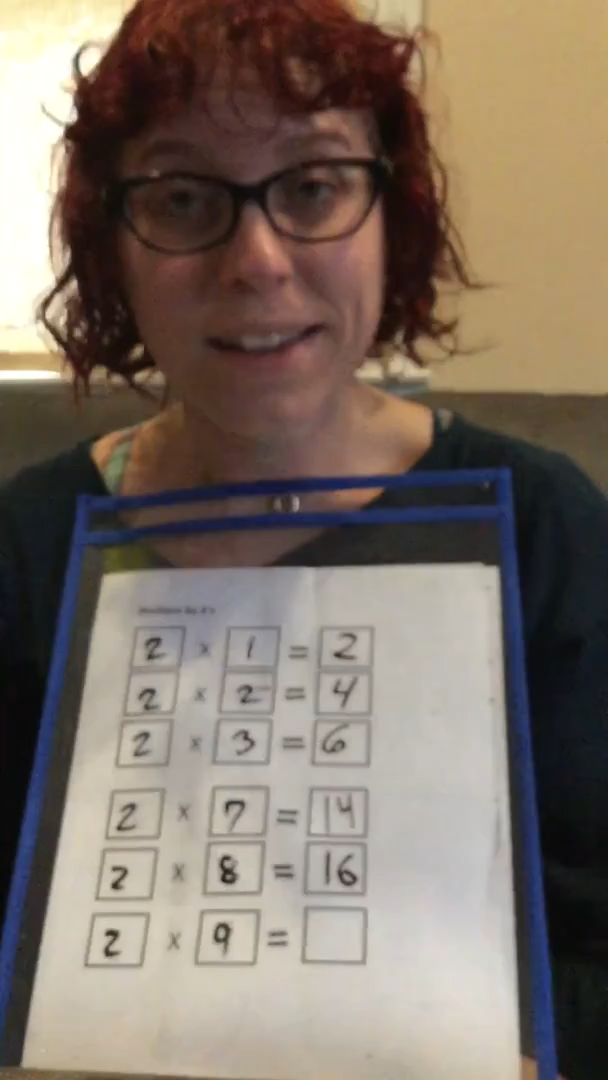 2 x 1 = 2
2 x 2 = 4
2 x 3 = 6
2 x 7 = 14
2 x 8 = 16
2 x 9 =